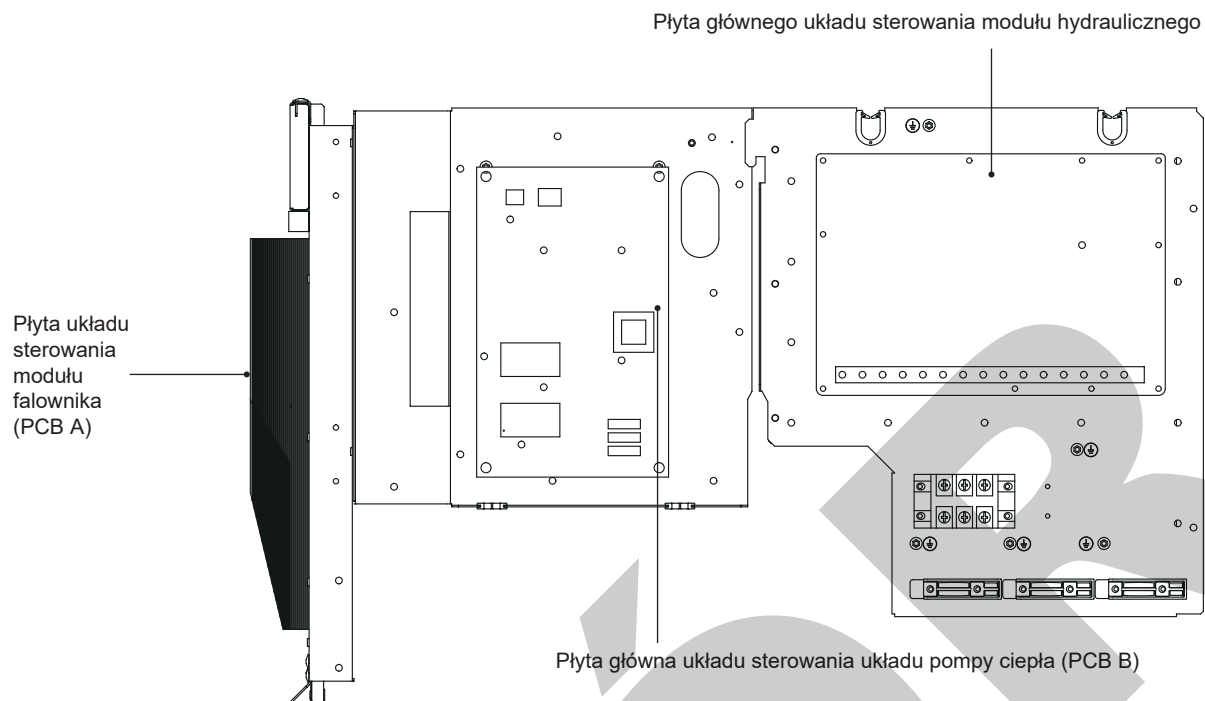 Płyta głównego układu sterowania modułu hydraulicznego
Płyta układu
sterowania
modułu
falownika
(PCB A)
Płyta główna układu sterowania układu pompy ciepła (PCB B)